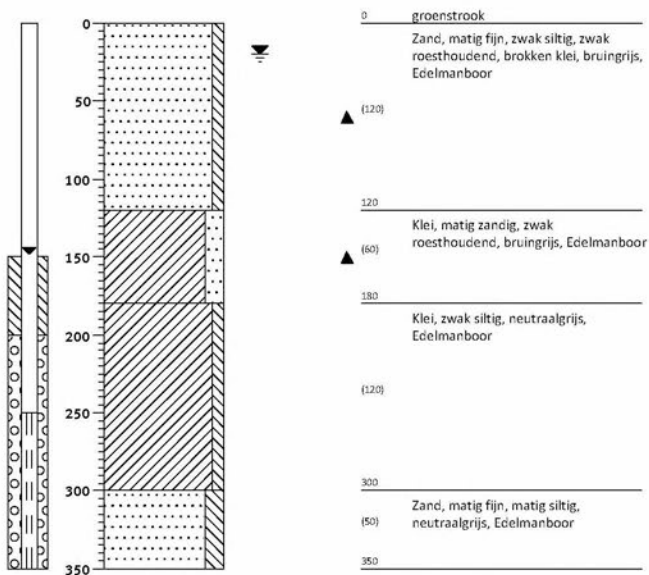 0
50
100
150
200
250
300
350
0 groenstrook
Zand, matig fijn, zwak siltig, zwak
roesthoudend, brokken klei, bruingrijs,
Edelmanboor
(120)
120
Klei, matig zandig, zwak
roesthoudend, bruingrijs, Edelmanboor
(60)
180
Klei, zwak siltig, neutraalgrijs,
Edelmanboor
(120)
300
Zand, matig fijn, matig siltig,
neutraalgrijs, Edelmanboor
(50)
350